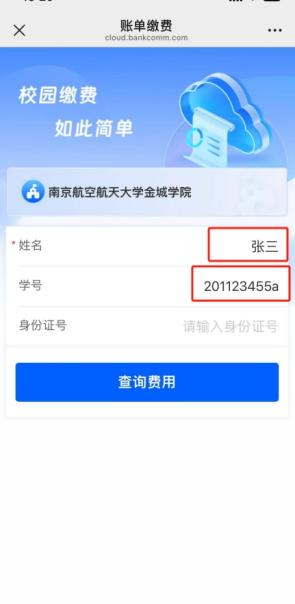 账单缴费
cloud.bankcomm.com
校园缴费
如此简单
南京航空航天大学金城学院
*姓名 张三
学号 201123455a
身份证号 请输入身份证号
查询费用